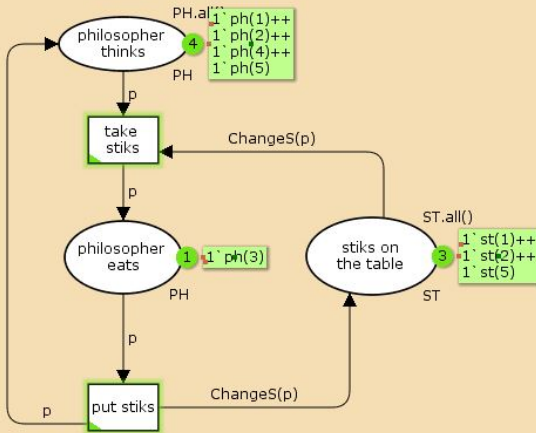 PH.all()
philosopher
thinks
4
1`ph(1)++
1`ph(2)++
1`ph(4)++
1`ph(5)
PH
p
take
stiks
ChangeS(p)
p
ST.all()
philosopher
eats
1
1`ph(3)
stiks on
the table
3
1`st(1)++
1`st(2)++
1`st(5)
PH
ST
p
put stiks
ChangeS(p)
p